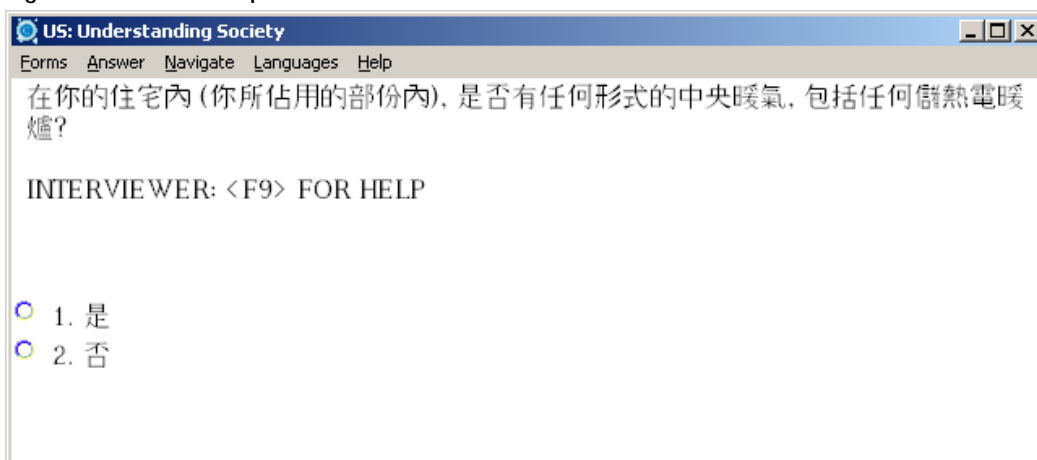 US: Understanding Society
Forms Answer Navigate Languages Help
在你的住宅內 (你所佔用的部份內), 是否有任何形式的中央暖氣, 包括任何儲熱電暖
爐?
INTERVIEWER: <F9> FOR HELP
1. 是
2. 否